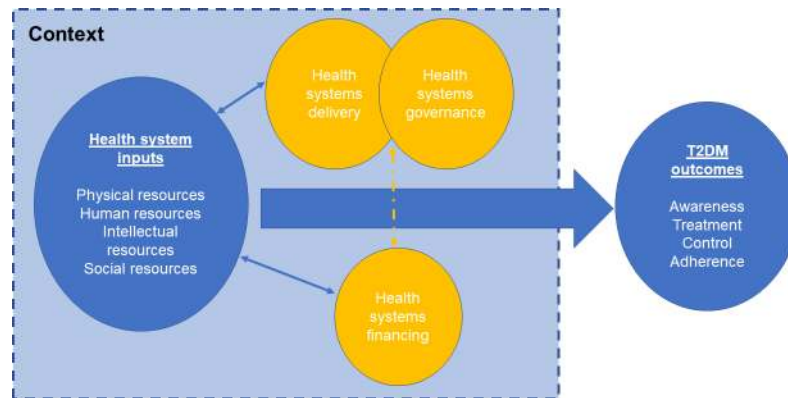 Context
Health system
inputs
Physical resources
Human resources
Intellectual
resources
Social resources
Health
systems
delivery
Health
systems
governance
Health
systems
financing
T2DM
outcomes
Awareness
Treatment
Control
Adherence